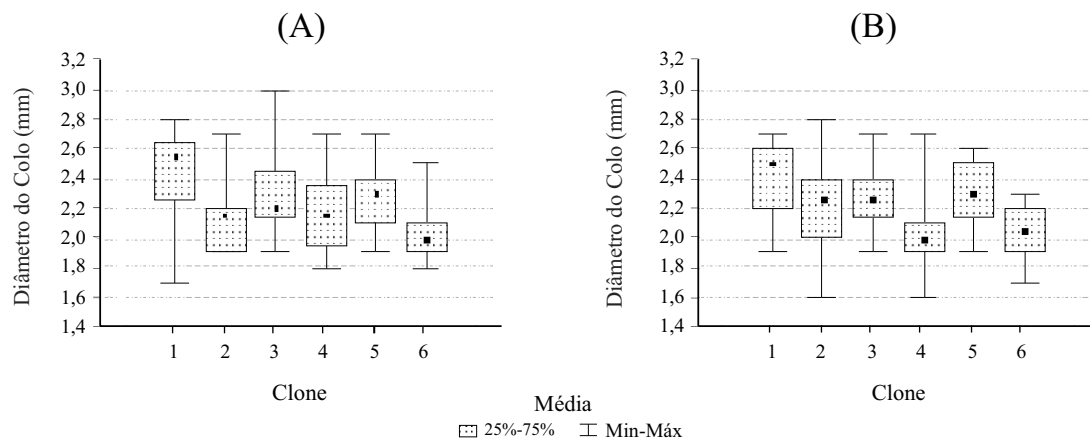 (A)
Diâmetro do Colo (mm)
3,2
3,0
2,8
2,6
2,4
2,2
2,0
1,8
1,6
1,4
1 2 3 4 5 6
Clone
(B)
Diâmetro do Colo (mm)
3,2
3,0
2,8
2,6
2,4
2,2
2,0
1,8
1,6
1,4
1 2 3 4 5 6
Clone
Média
25%-75% Min-Máx